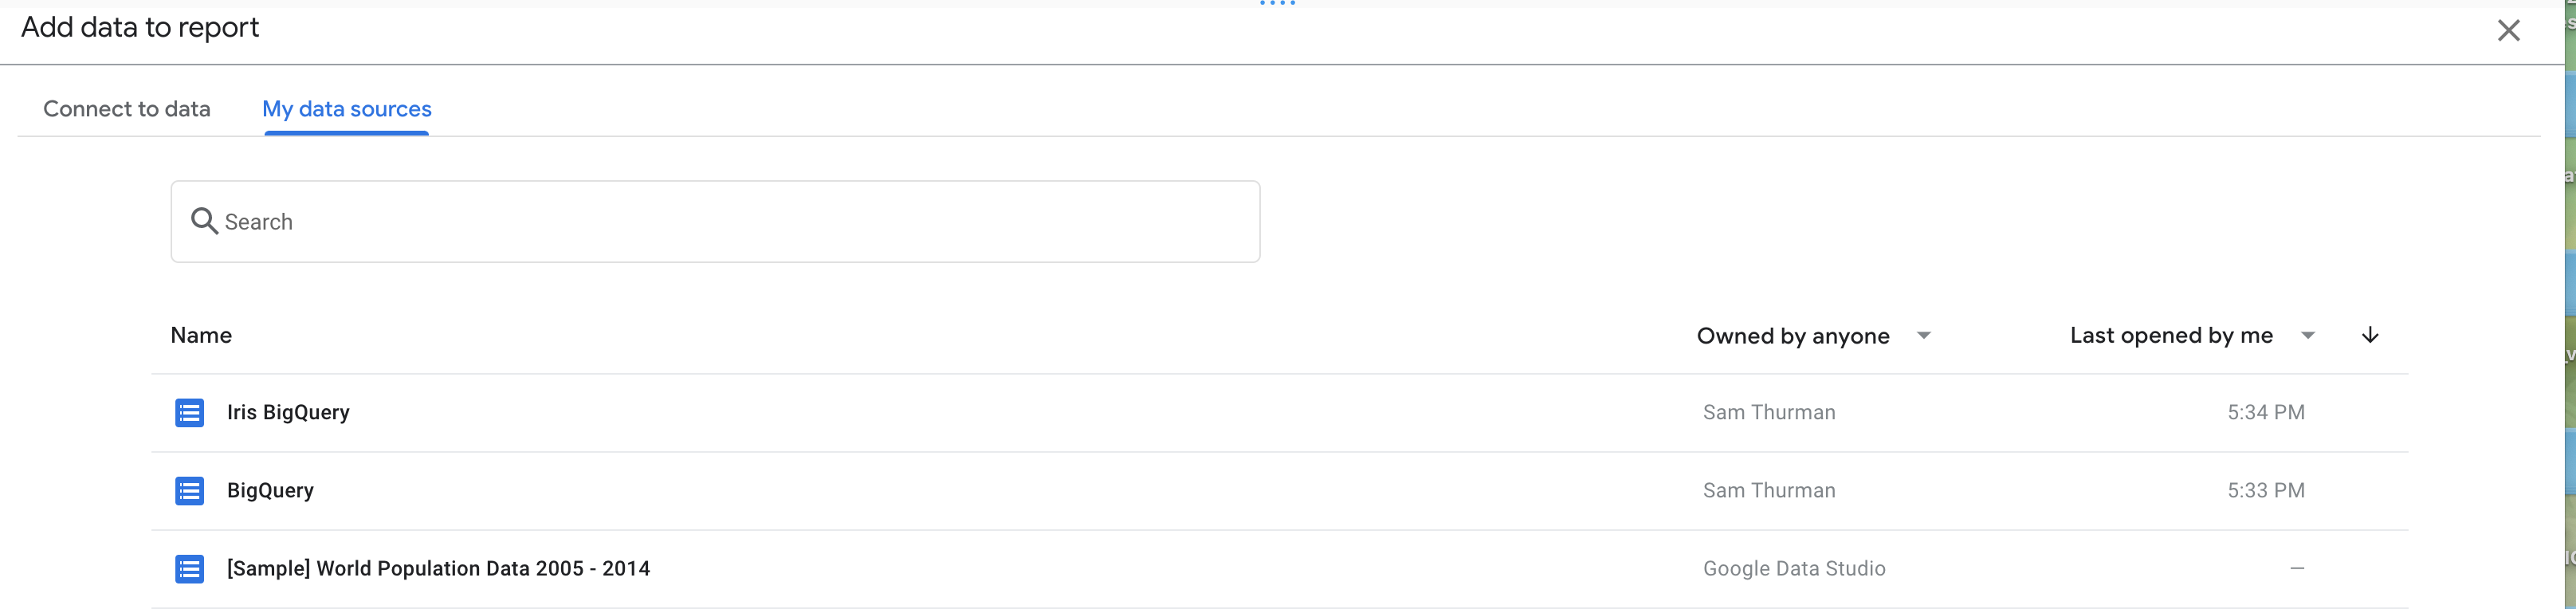 Add data to report
Connect to data My data sources
Search
Name Owned by anyone Last opened by me
Iris BigQuery Sam Thurman 5:34 PM
BigQuery Sam Thurman 5:33 PM
[Sample] World Population Data 2005 - 2014 Google Data Studio —